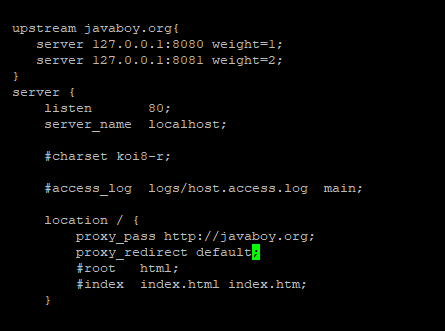 upstream javaboy.org{
   server 127.0.0.1:8080 weight=1;
   server 127.0.0.1:8081 weight=2;
}
server {
    listen       80;
    server_name  localhost;
    #charset koi8-r;
    #access_log  logs/host.access.log  main;
    location / {
        proxy_pass http://javaboy.org;
        proxy_redirect default;
        #root   html;
        #index  index.html index.htm;
    }